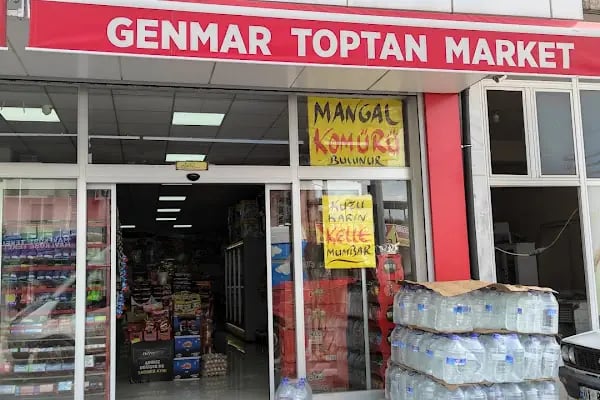 GENMAR TOPTAN MARKET
MANGAL
KÖMÜRÜ
BULUNUR
KUZU
KARIN
KELLE
MUMBAR